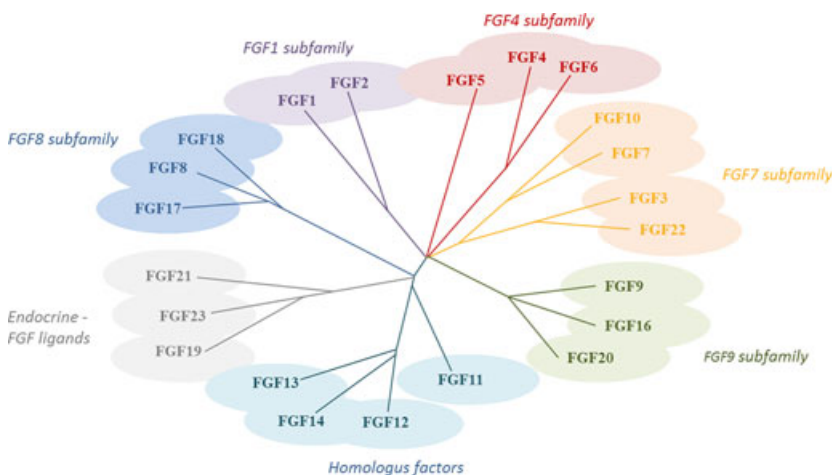 FGF4 subfamily
FGF1 subfamily
FGF4
FGF6
FGF5
FGF2
FGF1
FGF10
FGF7
FGF7 subfamily
FGF3
FGF22
FGF8 subfamily
FGF18
FGF8
FGF17
FGF21
FGF23
FGF19
Endocrine -
FGF ligands
FGF9
FGF16
FGF20
FGF9 subfamily
FGF11
FGF13
FGF14
FGF12
Homologus factors